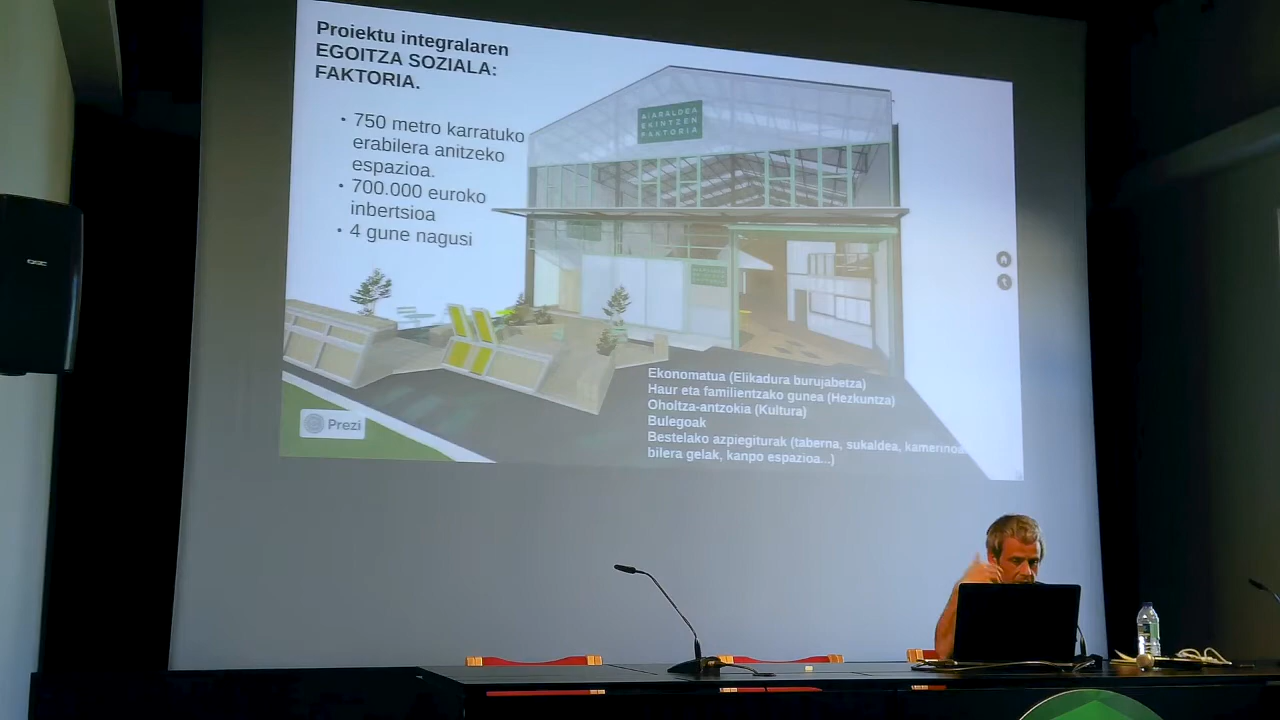 Proiektu integralaren
EGOITZA SOZIALA:
FAKTORIA.
• 750 metro karratuko
erabilera anitzeko
espazioa.
• 700.000 euroko
inbertsioa
• 4 gune nagusi
AIARALDEA
EKINTZEN
FAKTORIA
Ekonomatua (Elikadura burujabetza)
Haur eta familientzako gunea (Hezkuntza)
Oholtza-antzokia (Kultura)
Bulegoak
Bestelako azpiegiturak (taberna, sukaldea, kamerinoa
bilera gelak, kanpo espazioa...)
Prezi